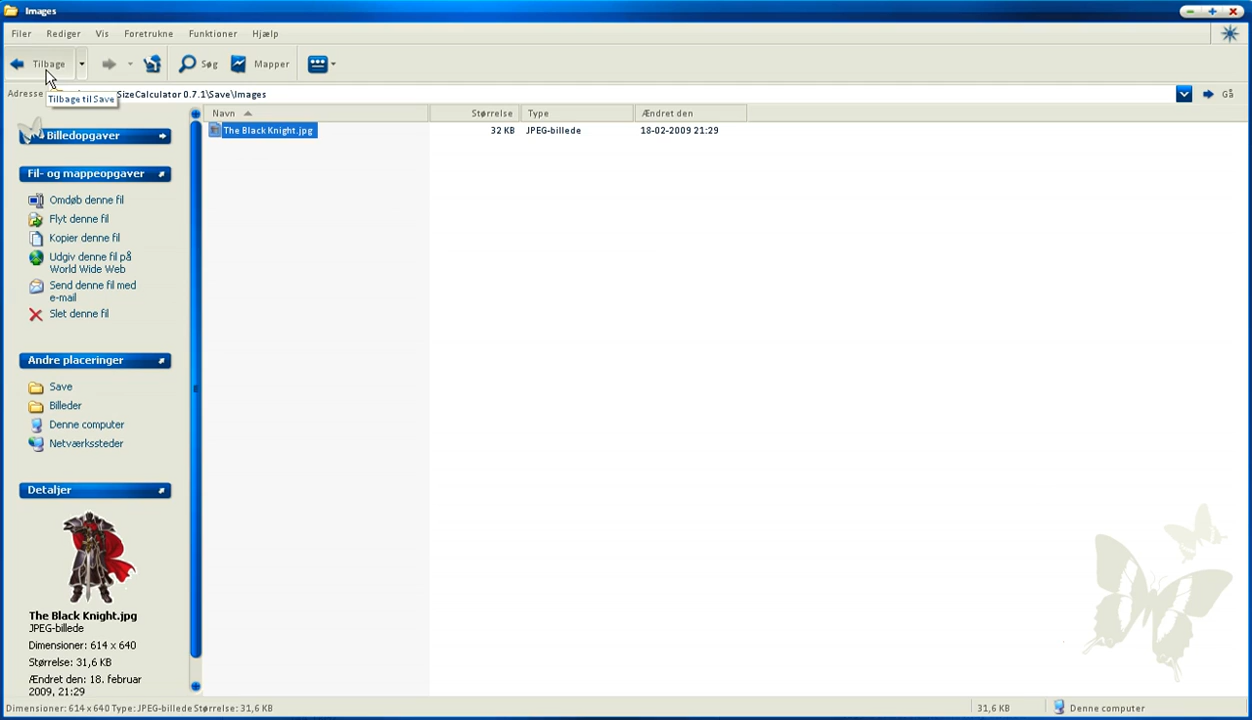 Images
Filer Rediger Vis Foretrukne Funktioner Hjælp
Tilbage Søg Mapper
Adresse SizeCalculator 0.7.1\Save\Images Gå
Tilbage til Save
Navn Størrelse Type Ændret den
The Black Knight.jpg 32 KB JPEG-billede 18-02-2009 21:29
Billedopgaver
Fil- og mappeopgaver
Omdøb denne fil
Flyt denne fil
Kopier denne fil
Udgiv denne fil på
World Wide Web
Send denne fil med
e-mail
Slet denne fil
Andre placeringer
Save
Billeder
Denne computer
Netværkssteder
Detaljer
The Black Knight.jpg
JPEG-billede
Dimensioner: 614 x 640
Størrelse: 31,6 KB
Ændret den: 18. februar
2009, 21:29
Dimensioner: 614 x 640 Type: JPEG-billede Størrelse: 31,6 KB 31,6 KB Denne computer